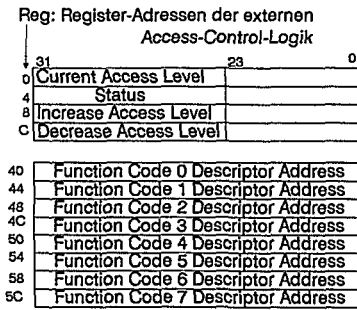 Reg: Register-Adressen der externen
Access-Control-Logik
31 23 0
0 Current Access Level
4 Status
8 Increase Access Level
C Decrease Access Level
40 Function Code 0 Descriptor Address
44 Function Code 1 Descriptor Address
48 Function Code 2 Descriptor Address
4C Function Code 3 Descriptor Address
50 Function Code 4 Descriptor Address
54 Function Code 5 Descriptor Address
58 Function Code 6 Descriptor Address
5C Function Code 7 Descriptor Address